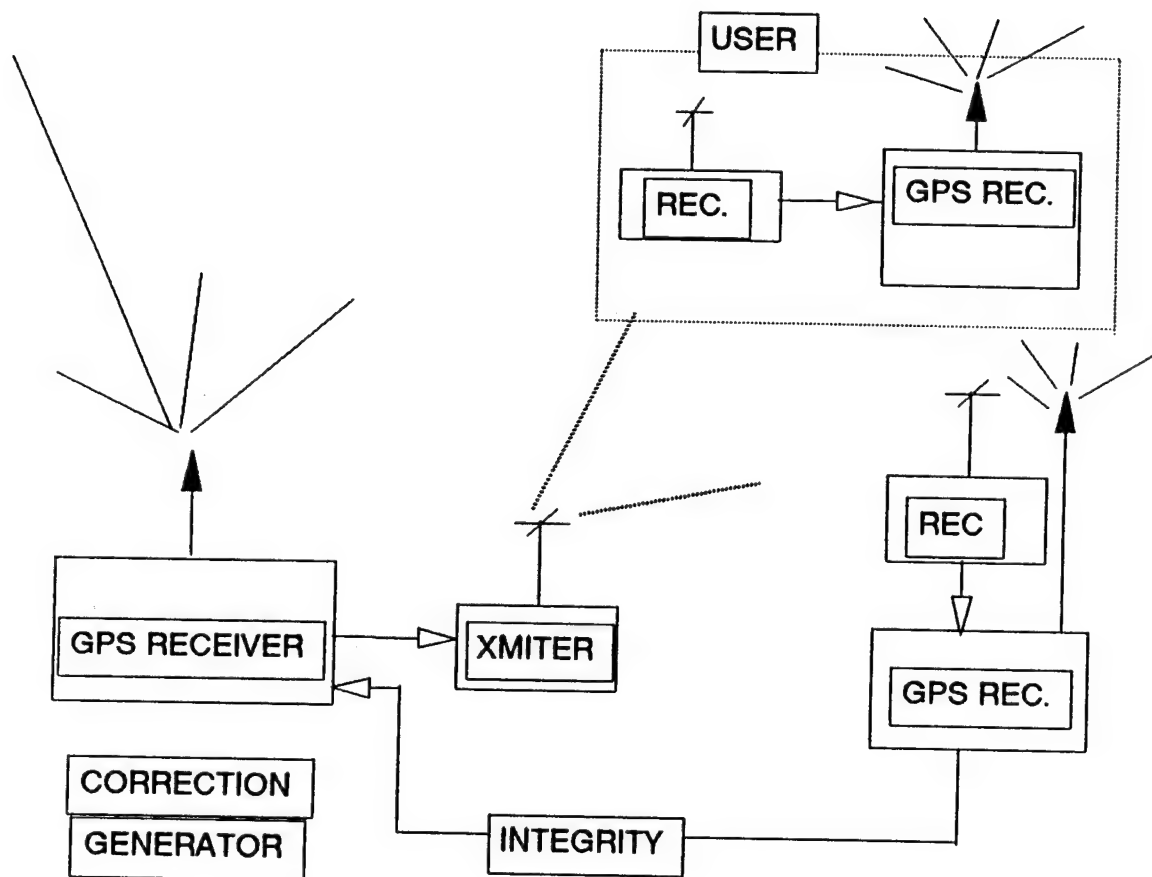 USER
REC.
GPS REC.
REC
GPS RECEIVER
XMITER
GPS REC.
CORRECTION
GENERATOR
INTEGRITY